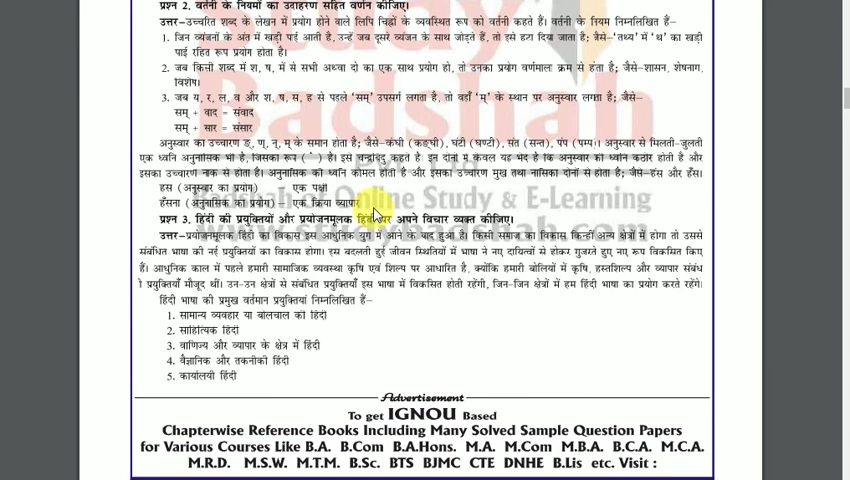 प्रश्न 2. वर्तनी के नियमों का उदाहरण सहित वर्णन कीजिए।
उत्तर–उच्चरित शब्द के लेखन में प्रयोग होने वाले लिपि चिह्नों के व्यवस्थित रूप को वर्तनी कहते हैं। वर्तनी के नियम निम्नलिखित हैं–
1. जिन व्यंजनों के अंत में खड़ी पाई आती है, उन्हें जब दूसरे व्यंजन के साथ जोड़ते हैं, तो इसे हटा दिया जाता है; जैसे–'तथ्य' में 'थ' का खड़ी
पाई रहित रूप प्रयोग होता है।
2. जब किसी शब्द में श, ष, में से सभी अथवा दो का एक साथ प्रयोग हो, तो उनका प्रयोग वर्णमाला क्रम से होता है; जैसे–शासन, शेषनाग,
विशेष।
3. जब य, र, ल, व और श, ष, स, ह से पहले 'सम्' उपसर्ग लगता है, तो वहाँ 'म्' के स्थान पर अनुस्वार लगता है; जैसे–
सम् + वाद = संवाद
सम् + सार = संसार
अनुस्वार का उच्चारण ङ्, ण्, न्, म् के समान होता है; जैसे–कंघी (कङ्घी), घंटी (घण्टी), संत (सन्त), पंप (पम्प)। अनुस्वार से मिलती-जुलती
एक ध्वनि अनुनासिक भी है, जिसका रूप ( ँ ) है। इसे चन्द्रबिंदु कहते हैं। इन दोनों में केवल यह भेद है कि अनुस्वार की ध्वनि कठोर होती है और
इसका उच्चारण नाक से होता है। अनुनासिक की ध्वनि कोमल होती है और इसका उच्चारण मुख तथा नासिका दोनों से होता है; जैसे–हंस और हँस।
हंस (अनुस्वार का प्रयोग) – एक पक्षी
हँसना (अनुनासिक का प्रयोग) – एक क्रिया व्यापार
प्रश्न 3. हिंदी की प्रयुक्तियों और प्रयोजनमूलक हिंदी पर अपने विचार व्यक्त कीजिए।
उत्तर–प्रयोजनमूलक हिंदी का विकास इस आधुनिक युग में आने के बाद हुआ है। किसी समाज का विकास किन्हीं अन्य क्षेत्रों में होगा तो उससे
संबंधित भाषा की नई प्रयुक्तियों का विकास होगा। इस बदलती हुई जीवन स्थितियों में भाषा ने नए दायित्वों से होकर गुजरते हुए नए रूप विकसित किए
हैं। आधुनिक काल में पहले हमारी सामाजिक व्यवस्था कृषि एवं शिल्प पर आधारित है, क्योंकि हमारी बोलियों में कृषि, हस्तशिल्प और व्यापार संबंध
ी प्रयुक्तियाँ मौजूद थीं। उन-उन क्षेत्रों से संबंधित प्रयुक्तियाँ इस भाषा में विकसित होती रहेंगी, जिन-जिन क्षेत्रों में हम हिंदी भाषा का प्रयोग करते रहेंगे।
हिंदी भाषा की प्रमुख वर्तमान प्रयुक्तियां निम्नलिखित हैं–
1. सामान्य व्यवहार या बोलचाल की हिंदी
2. साहित्यिक हिंदी
3. वाणिज्य और व्यापार के क्षेत्र में हिंदी
4. वैज्ञानिक और तकनीकी हिंदी
5. कार्यालयी हिंदी
Study
Badshah
Badshah of Online Study & E-Learning
www.studybadshah.com
Advertisement
To get IGNOU Based
Chapterwise Reference Books Including Many Solved Sample Question Papers
for Various Courses Like B.A. B.Com B.A.Hons. M.A. M.Com M.B.A. B.C.A. M.C.A.
M.R.D. M.S.W. M.T.M. B.Sc. BTS BJMC CTE DNHE B.Lis etc. Visit :